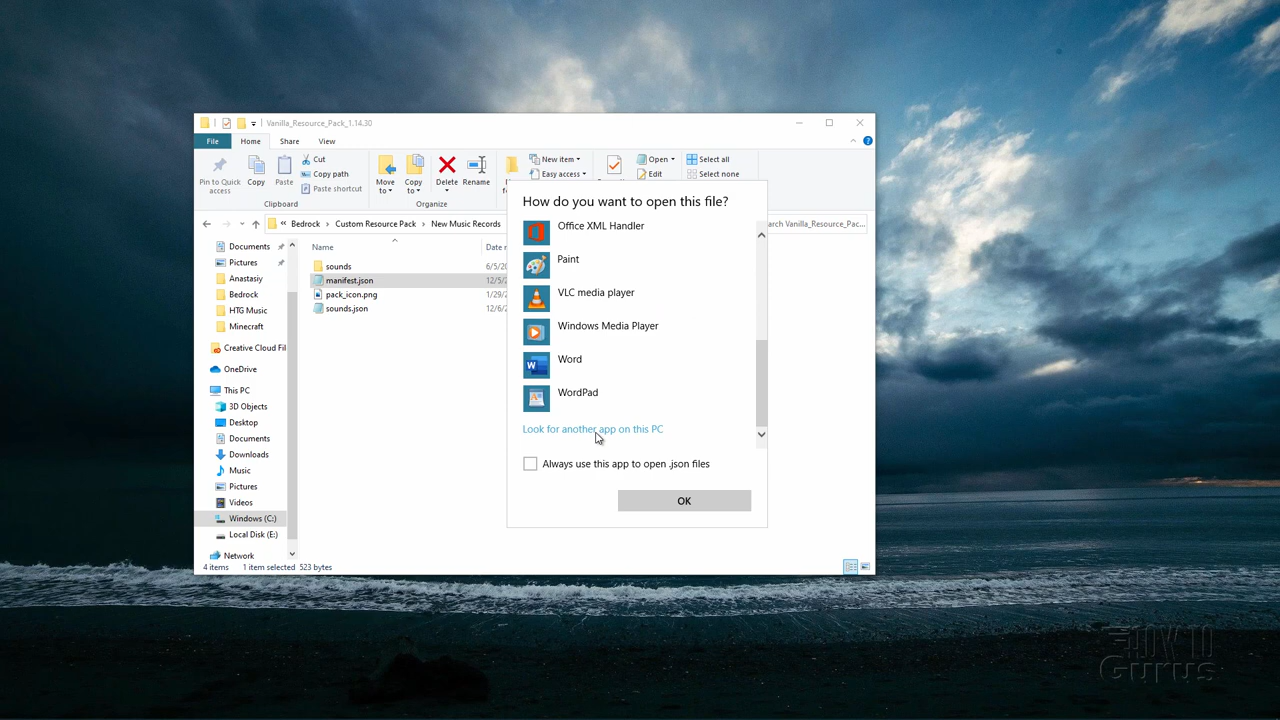 Vanilla_Resource_Pack_1.14.30
File
Home
Share
View
Pin to Quick access
Copy
Paste
Cut
Copy path
Paste shortcut
Clipboard
Move to
Copy to
Delete
Rename
Organize
New item
Easy access
Open
Edit
Select all
Select none
Bedrock
Custom Resource Pack
New Music Records
arch Vanilla_Resource_Pac...
Documents
Pictures
Anastasiy
Bedrock
HTG Music
Minecraft
Creative Cloud Fil
OneDrive
This PC
3D Objects
Desktop
Documents
Downloads
Music
Pictures
Videos
Windows (C:)
Local Disk (E:)
Network
Name
Date r
sounds
6/5/20
manifest.json
12/5/
pack_icon.png
1/29/2
sounds.json
12/6/
How do you want to open this file?
Office XML Handler
Paint
VLC media player
Windows Media Player
Word
WordPad
Look for another app on this PC
Always use this app to open .json files
OK
4 items
1 item selected
523 bytes
HOW TO
Gurus